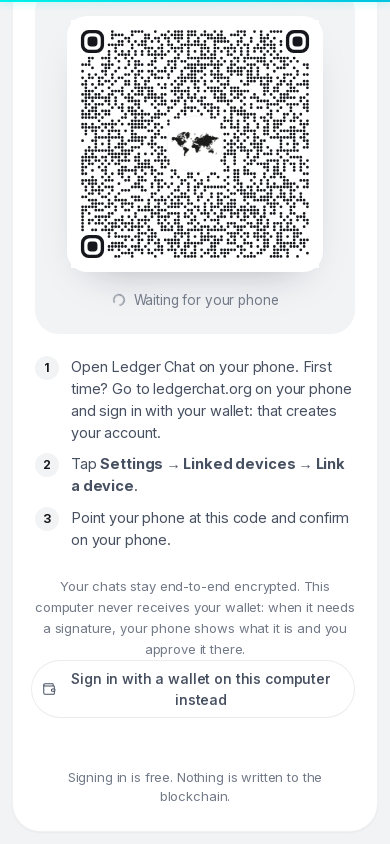 Waiting for your phone
1 Open Ledger Chat on your phone. First
time? Go to ledgerchat.org on your phone
and sign in with your wallet: that creates
your account.
2 Tap Settings → Linked devices → Link
a device.
3 Point your phone at this code and confirm
on your phone.
Your chats stay end-to-end encrypted. This
computer never receives your wallet: when it needs
a signature, your phone shows what it is and you
approve it there.
Sign in with a wallet on this computer
instead
Signing in is free. Nothing is written to the
blockchain.